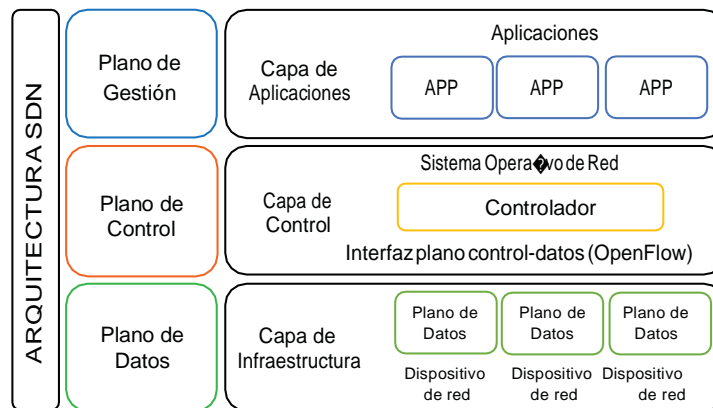 ARQUITECTURA SDN
Plano de
Gestión
Capa de
Aplicaciones
Aplicaciones
APP
APP
APP
Plano de
Control
Capa de
Control
Sistema Opera�vo de Red
Controlador
Interfaz plano control-datos (OpenFlow)
Plano de
Datos
Capa de
Infraestructura
Plano de
Datos
Plano de
Datos
Plano de
Datos
Dispositivo
de red
Dispositivo
de red
Dispositivo
de red